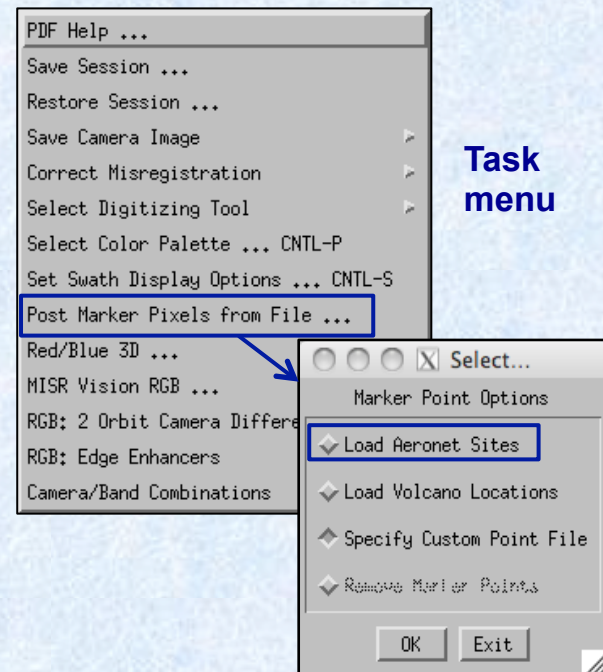 PDF Help ...
Save Session ...
Restore Session ...
Save Camera Image
Correct Misregistration
Select Digitizing Tool
Select Color Palette ... CNTL-P
Set Swath Display Options ... CNTL-S
Post Marker Pixels from File ...
Red/Blue 3D ...
MISR Vision RGB ...
RGB: 2 Orbit Camera Differe
RGB: Edge Enhancers
Camera/Band Combinations
Task
menu
X Select...
Marker Point Options
Load Aeronet Sites
Load Volcano Locations
Specify Custom Point File
Remove Marker Points
OK Exit